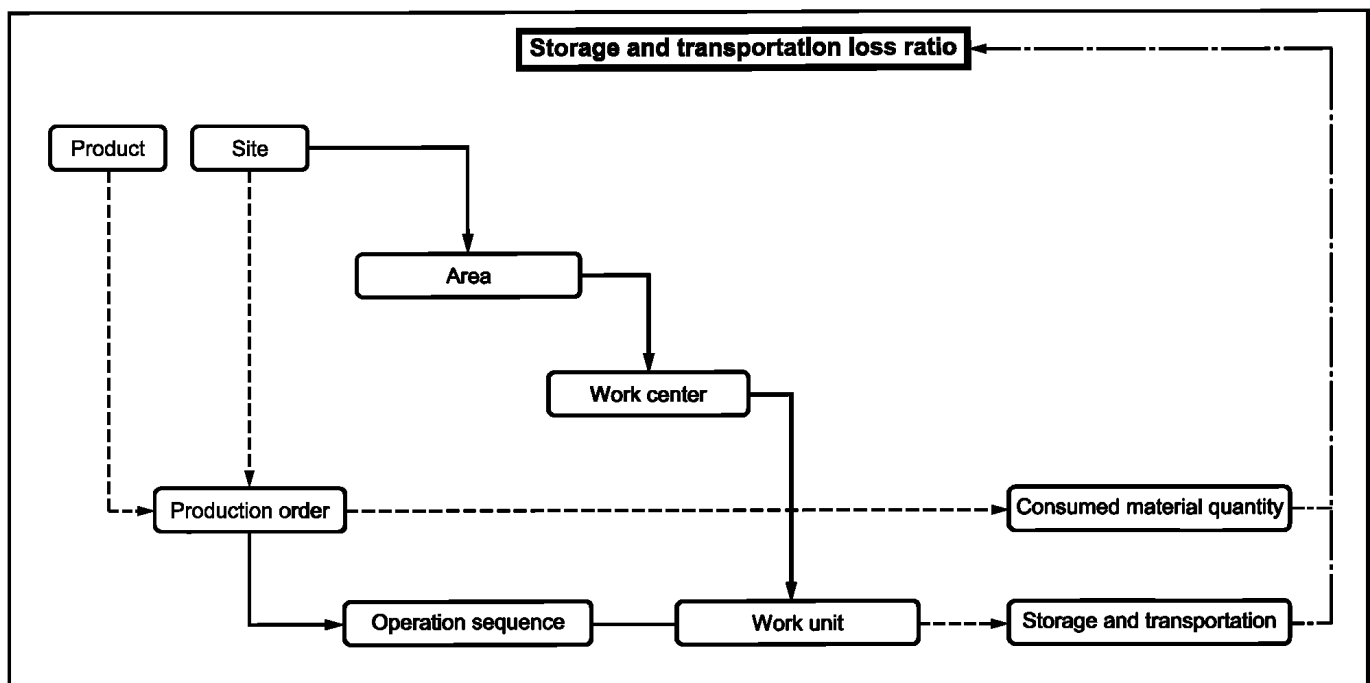 Storage and transportation loss ratio
Product
Site
Area
Work center
Production order
Consumed material quantity
Operation sequence
Work unit
Storage and transportation